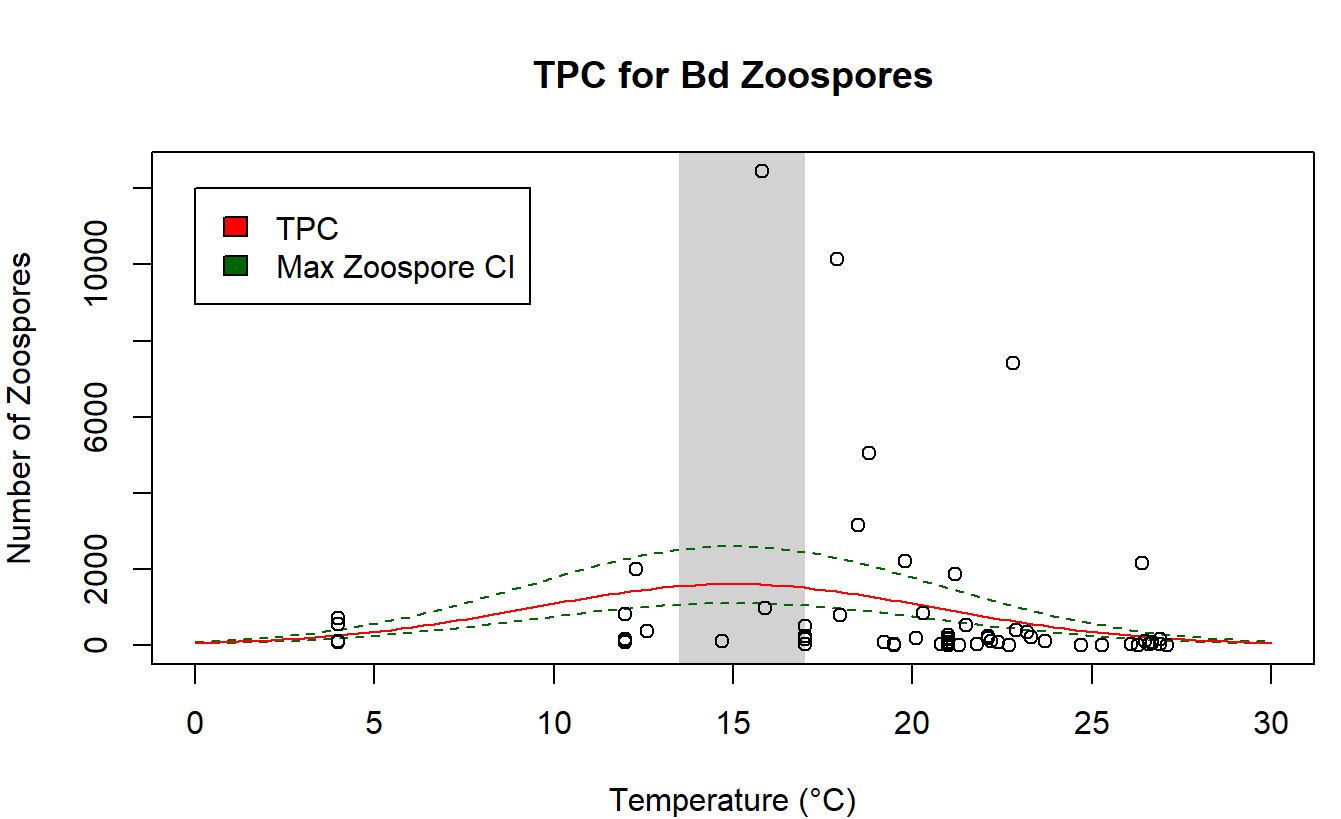 TPC for Bd Zoospores
TPC
Max Zoospore CI
Number of Zoospores
10000
6000
2000
0
0 5 10 15 20 25 30
Temperature (°C)